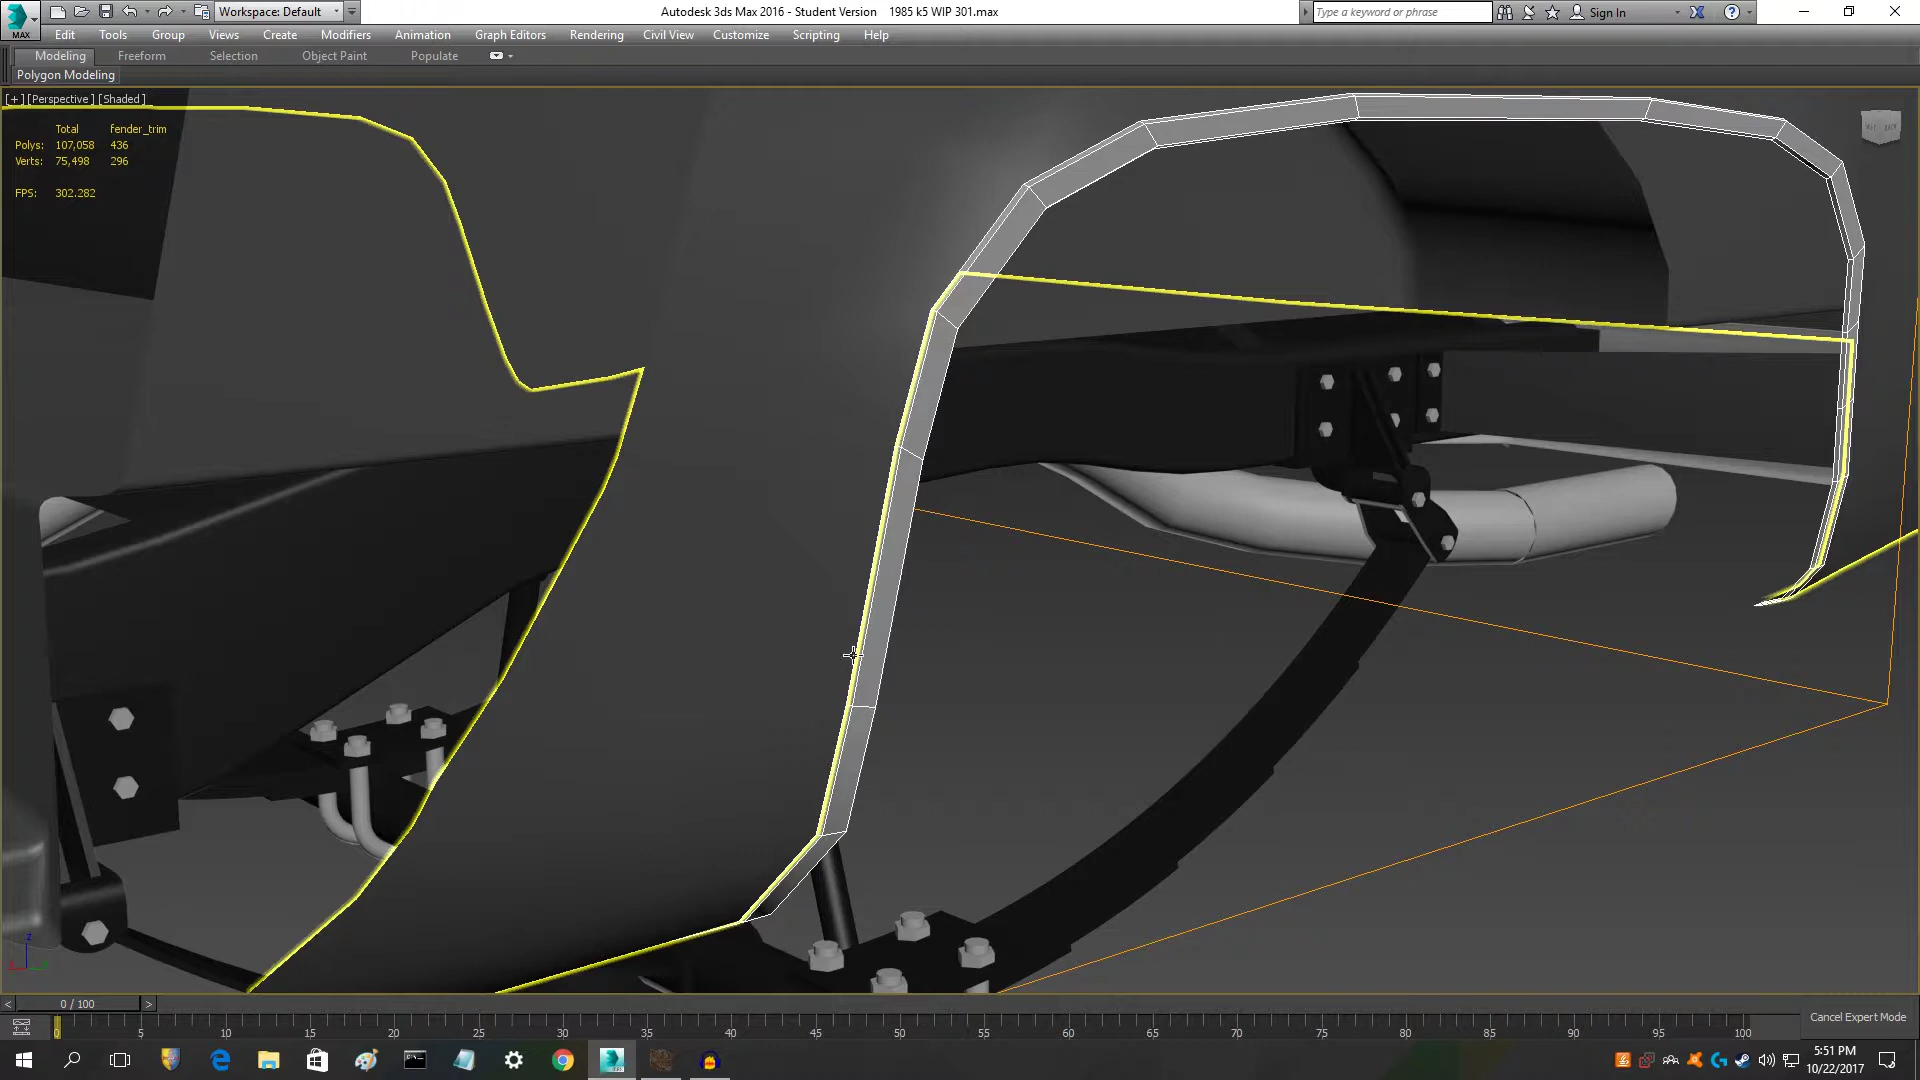 Workspace: Default
Autodesk 3ds Max 2016 - Student Version    1985 k5 WIP 301.max
Type a keyword or phrase
Sign In
MAX
Edit Tools Group Views Create Modifiers Animation Graph Editors Rendering Civil View Customize Scripting Help
Modeling Freeform Selection Object Paint Populate
Polygon Modeling
[+] [Perspective] [Shaded]
Total fender_trim
Polys: 107,058 436
Verts: 75,498 296
FPS: 302.282
z
< 0 / 100 >
0 5 10 15 20 25 30 35 40 45 50 55 60 65 70 75 80 85 90 95 100
Cancel Expert Mode
5:51 PM
10/22/2017